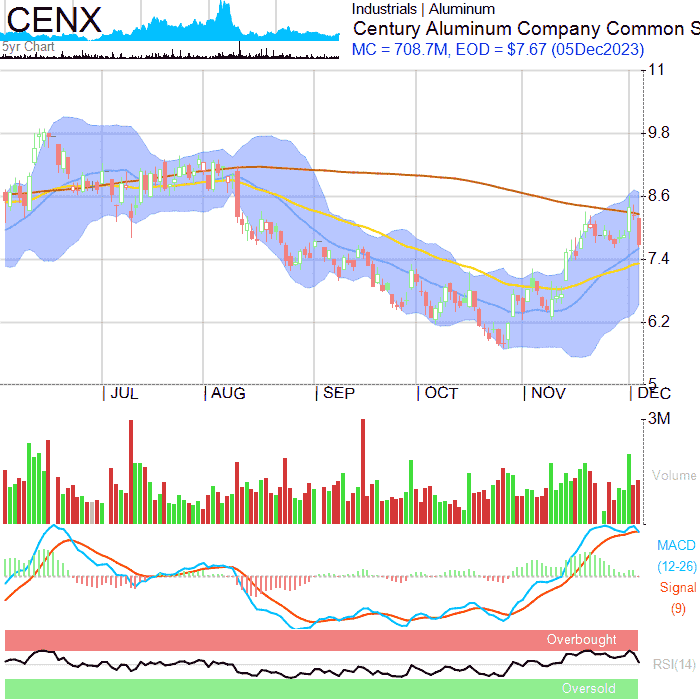 CENX
5yr Chart
Industrials | Aluminum
Century Aluminum Company Common S
MC = 708.7M, EOD = $7.67 (05Dec2023)
11
9.8
8.6
7.4
6.2
5
JUL
AUG
SEP
OCT
NOV
DEC
3M
Volume
MACD
(12-26)
Signal
(9)
Overbought
RSI(14)
Oversold